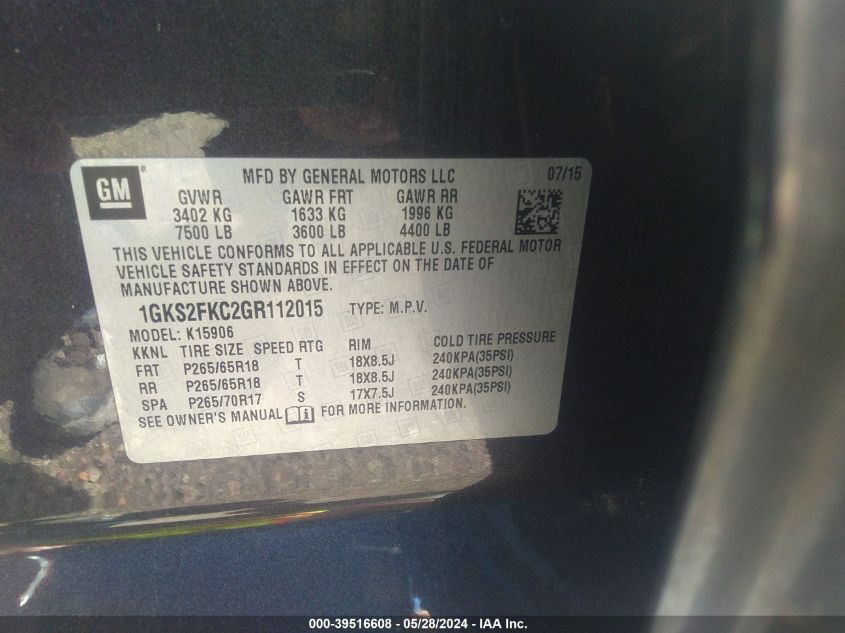 GM ®
MFD BY GENERAL MOTORS LLC 07/15
GVWR GAWR FRT GAWR RR
3402 KG 1633 KG 1996 KG
7500 LB 3600 LB 4400 LB
THIS VEHICLE CONFORMS TO ALL APPLICABLE U.S. FEDERAL MOTOR
VEHICLE SAFETY STANDARDS IN EFFECT ON THE DATE OF
MANUFACTURE SHOWN ABOVE.
1GKS2FKC2GR112015 TYPE: M.P.V.
MODEL: K15906
KKNL TIRE SIZE SPEED RTG RIM COLD TIRE PRESSURE
FRT P265/65R18 T 18X8.5J 240KPA(35PSI)
RR P265/65R18 T 18X8.5J 240KPA(35PSI)
SPA P265/70R17 S 17X7.5J 240KPA(35PSI)
SEE OWNER'S MANUAL FOR MORE INFORMATION.
000-39516608 - 05/28/2024 - IAA Inc.